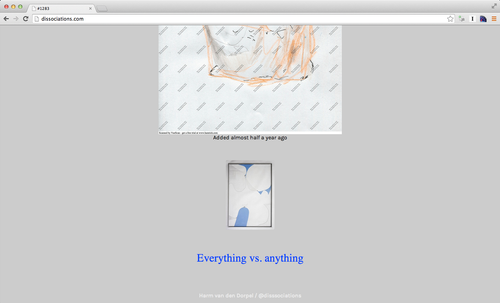 #1283
dissociations.com
Added almost half a year ago
Everything vs. anything
Harm van den Dorpel / @dissociations